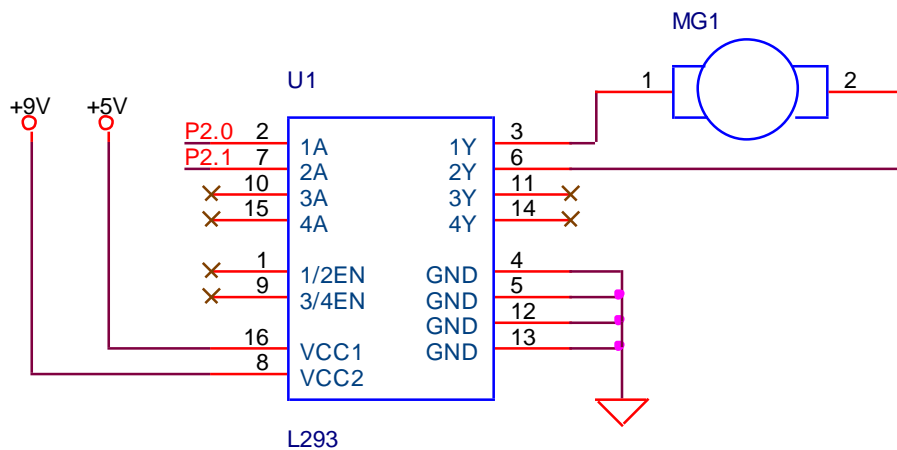 MG1
1 2
U1
+9V +5V
P2.0 2 1A 1Y 3
P2.1 7 2A 2Y 6
10 3A 3Y 11
15 4A 4Y 14
1 1/2EN GND 4
9 3/4EN GND 5
GND 12
16 VCC1 GND 13
8 VCC2
L293